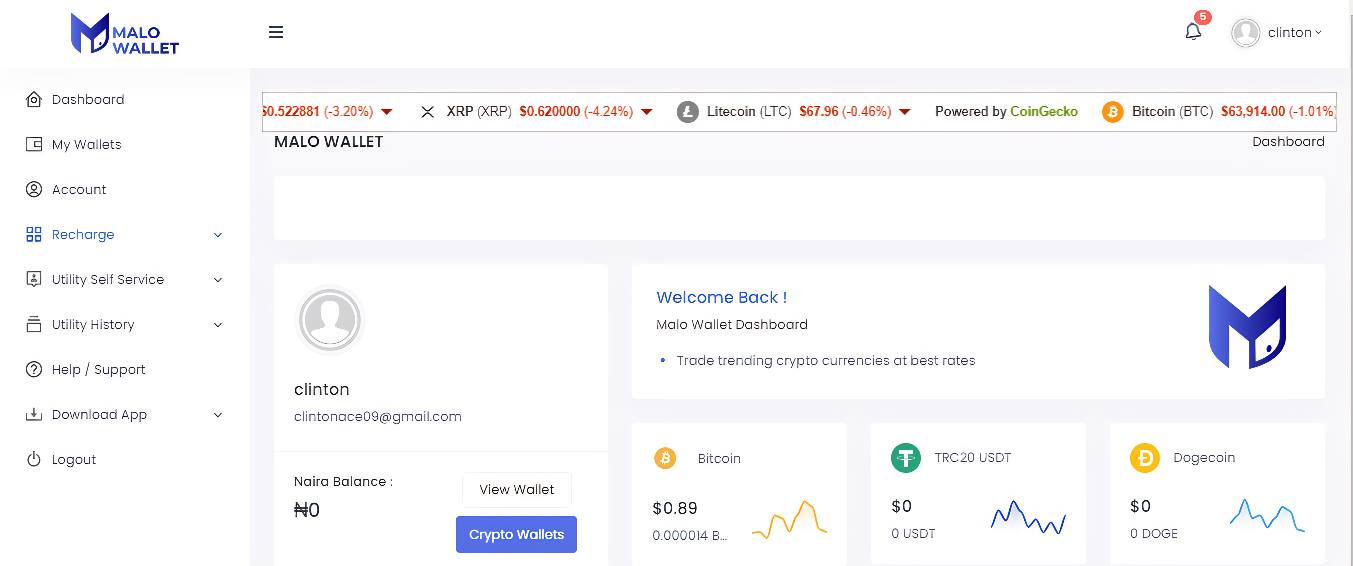 MALO
WALLET
5
clinton
Dashboard
My Wallets
Account
Recharge
Utility Self Service
Utility History
Help / Support
Download App
Logout
$0.522881 (-3.20%) XRP (XRP) $0.620000 (-4.24%) Litecoin (LTC) $67.96 (-0.46%) Powered by CoinGecko Bitcoin (BTC) $63,914.00 (-1.01%)
MALO WALLET
Dashboard
clinton
clintonace09@gmail.com
Naira Balance :
₦0
View Wallet
Crypto Wallets
Welcome Back !
Malo Wallet Dashboard
Trade trending crypto currencies at best rates
Bitcoin
$0.89
0.000014 B...
TRC20 USDT
$0
0 USDT
Dogecoin
$0
0 DOGE